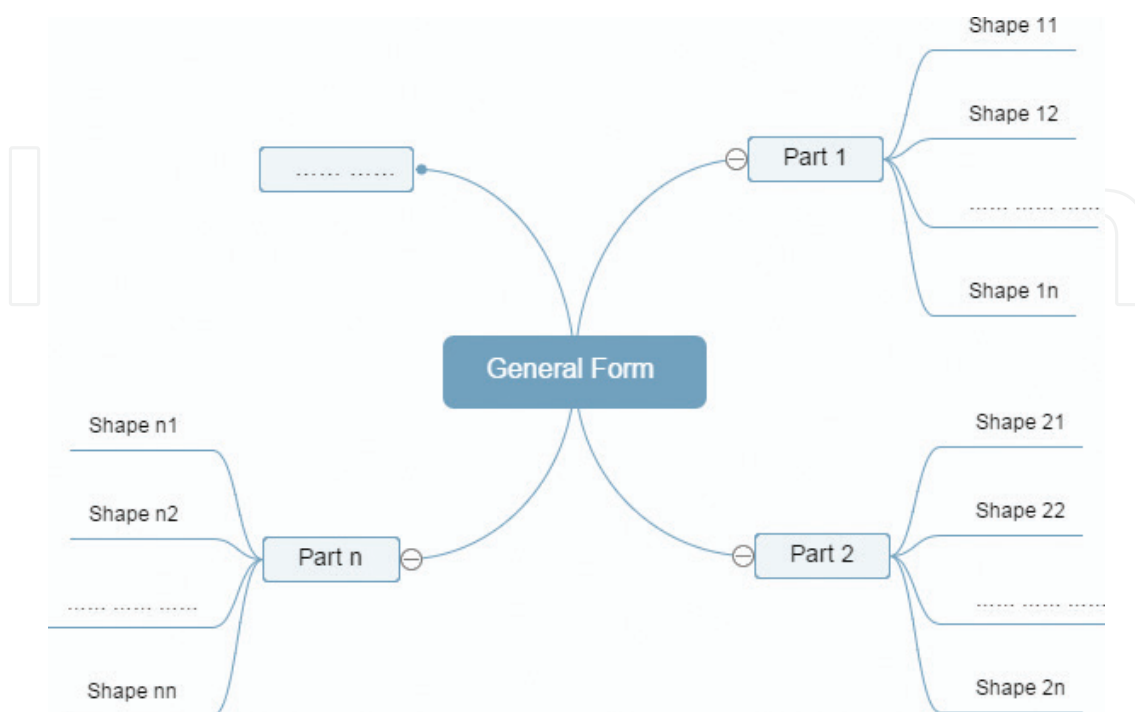 General Form
Part 1
Shape 11
Shape 12
...... ...... ......
Shape 1n
Part 2
Shape 21
Shape 22
...... ...... ......
Shape 2n
Part n
Shape n1
Shape n2
...... ...... ......
Shape nn
...... ......